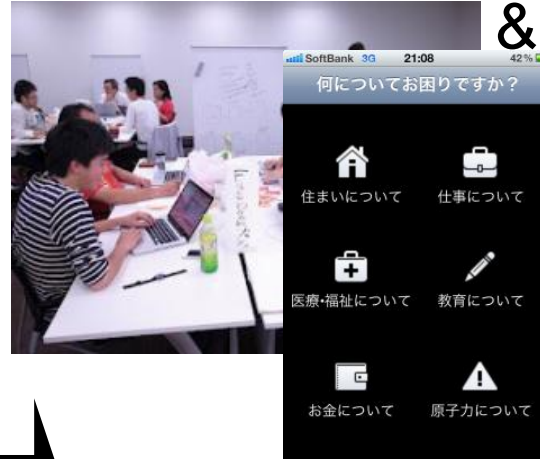 &
SoftBank 3G 21:08 42%
何についてお困りですか？
住まいについて 仕事について
医療・福祉について 教育について
お金について 原子力について